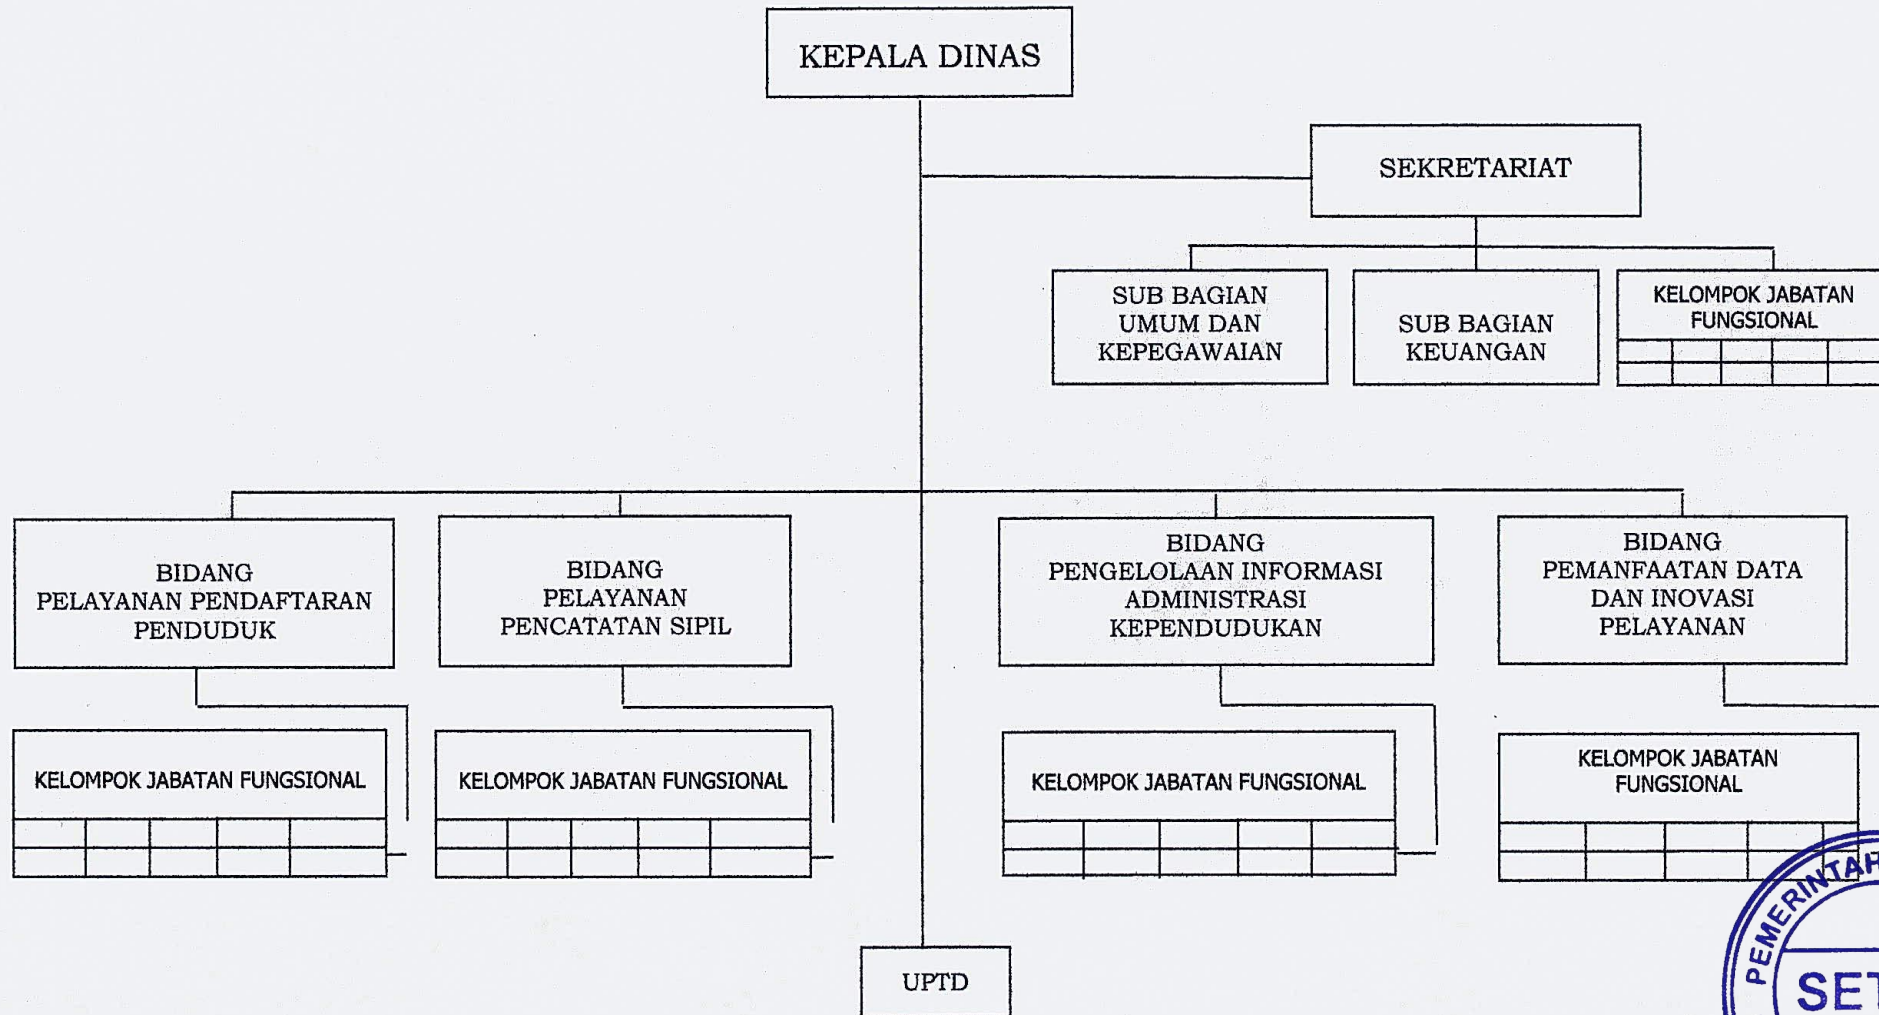 KEPALA DINAS
SEKRETARIAT
SUB BAGIAN
UMUM DAN
KEPEGAWAIAN
SUB BAGIAN
KEUANGAN
KELOMPOK JABATAN
FUNGSIONAL
BIDANG
PELAYANAN PENDAFTARAN
PENDUDUK
BIDANG
PELAYANAN
PENCATATAN SIPIL
BIDANG
PENGELOLAAN INFORMASI
ADMINISTRASI
KEPENDUDUKAN
BIDANG
PEMANFAATAN DATA
DAN INOVASI
PELAYANAN
KELOMPOK JABATAN FUNGSIONAL
KELOMPOK JABATAN FUNGSIONAL
KELOMPOK JABATAN FUNGSIONAL
KELOMPOK JABATAN
FUNGSIONAL
UPTD
PEMERINTAH
SET